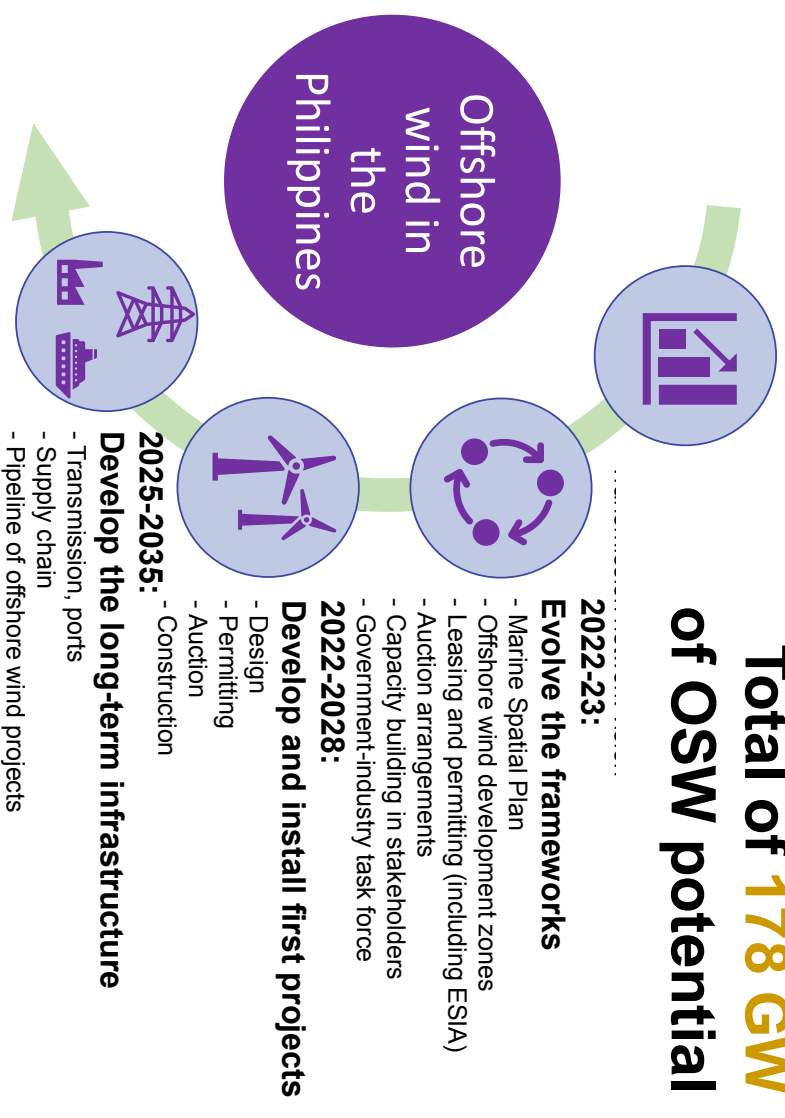 Total of 178 GW
of OSW potential
Offshore
wind in
the
Philippines
2022-23:
Evolve the frameworks
- Marine Spatial Plan
- Offshore wind development zones
- Leasing and permitting (including ESIA)
- Auction arrangements
- Capacity building in stakeholders
- Government-industry task force
2022-2028:
Develop and install first projects
- Design
- Permitting
- Auction
- Construction
2025-2035:
Develop the long-term infrastructure
- Transmission, ports
- Supply chain
- Pipeline of offshore wind projects